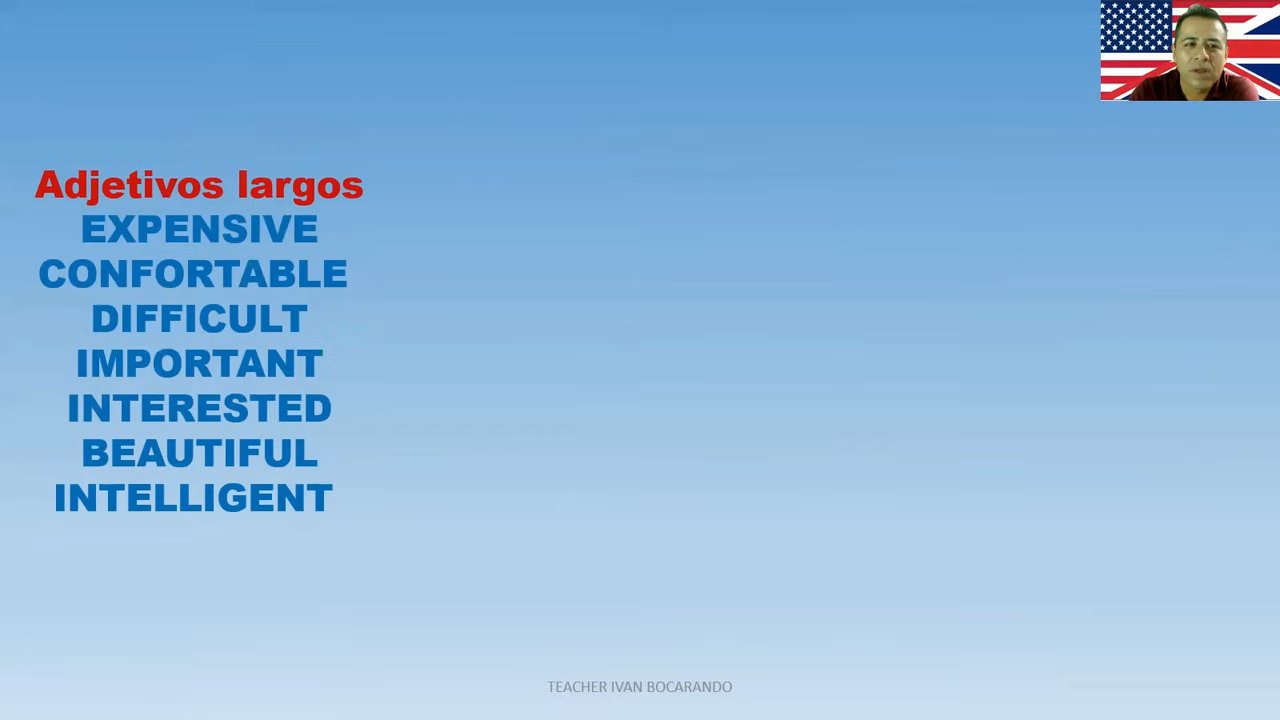 Adjetivos largos
EXPENSIVE
CONFORTABLE
DIFFICULT
IMPORTANT
INTERESTED
BEAUTIFUL
INTELLIGENT
TEACHER IVAN BOCARANDO